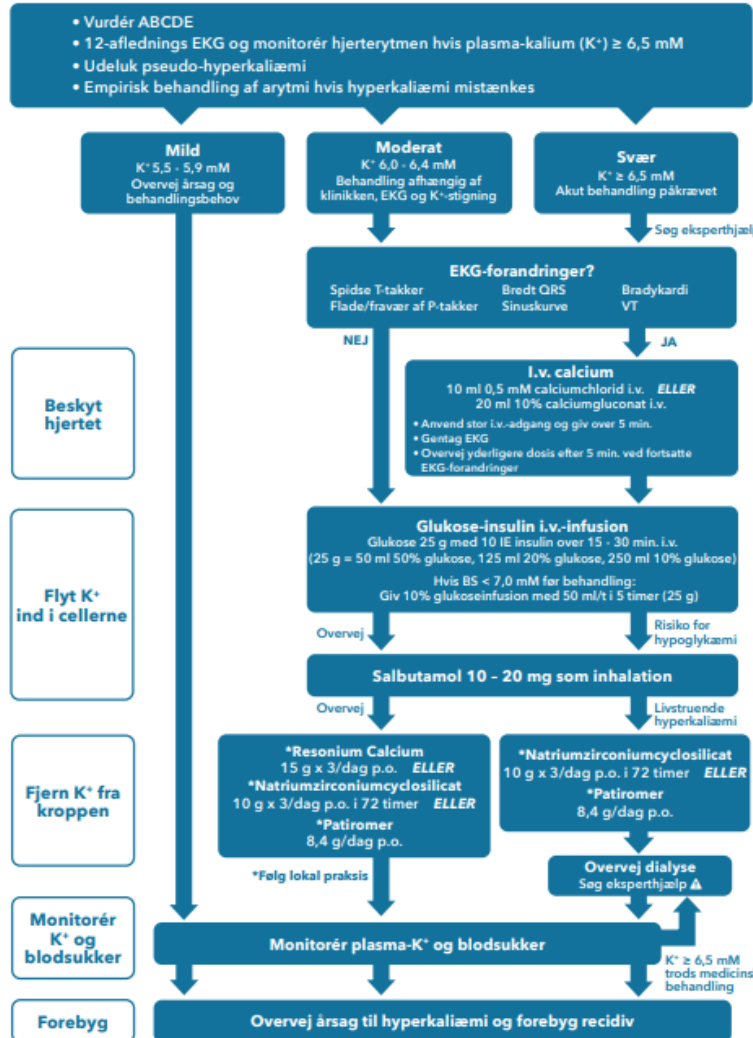 • Vurdér ABCDE
• 12-aflednings EKG og monitorér hjerterytmen hvis plasma-kalium (K⁺) ≥ 6,5 mM
• Udeluk pseudo-hyperkaliæmi
• Empirisk behandling af arytmi hvis hyperkaliæmi mistænkes
Mild
K⁺ 5,5 - 5,9 mM
Overvej årsag og
behandlingsbehov
Moderat
K⁺ 6,0 - 6,4 mM
Behandling afhængig af
klinikken, EKG og K⁺-stigning
Svær
K⁺ ≥ 6,5 mM
Akut behandling påkrævet
Søg eksperthjælp
EKG-forandringer?
Spidse T-takker Bredt QRS Bradykardi
Flade/fravær af P-takker Sinuskurve VT
NEJ
JA
Beskyt
hjertet
I.v. calcium
10 ml 0,5 mM calciumchlorid i.v. ELLER
20 ml 10% calciumgluconat i.v.
• Anvend stor i.v.-adgang og giv over 5 min.
• Gentag EKG
• Overvej yderligere dosis efter 5 min. ved fortsatte
EKG-forandringer
Flyt K⁺
ind i cellerne
Glukose-insulin i.v.-infusion
Glukose 25 g med 10 IE insulin over 15 - 30 min. i.v.
(25 g = 50 ml 50% glukose, 125 ml 20% glukose, 250 ml 10% glukose)
Hvis BS < 7,0 mM før behandling:
Giv 10% glukoseinfusion med 50 ml/t i 5 timer (25 g)
Overvej
Risiko for
hypoglykæmi
Salbutamol 10 – 20 mg som inhalation
Overvej
Livstruende
hyperkaliæmi
Fjern K⁺ fra
kroppen
*Resonium Calcium
15 g x 3/dag p.o. ELLER
*Natriumzirconiumcyclosilicat
10 g x 3/dag p.o. i 72 timer ELLER
*Patiromer
8,4 g/dag p.o.
*Natriumzirconiumcyclosilicat
10 g x 3/dag p.o. i 72 timer ELLER
*Patiromer
8,4 g/dag p.o.
*Følg lokal praksis
Overvej dialyse
Søg eksperthjælp ⚠
Monitorér
K⁺ og
blodsukker
Monitorér plasma-K⁺ og blodsukker
K⁺ ≥ 6,5 mM
trods medicins
behandling
Forebyg
Overvej årsag til hyperkaliæmi og forebyg recidiv